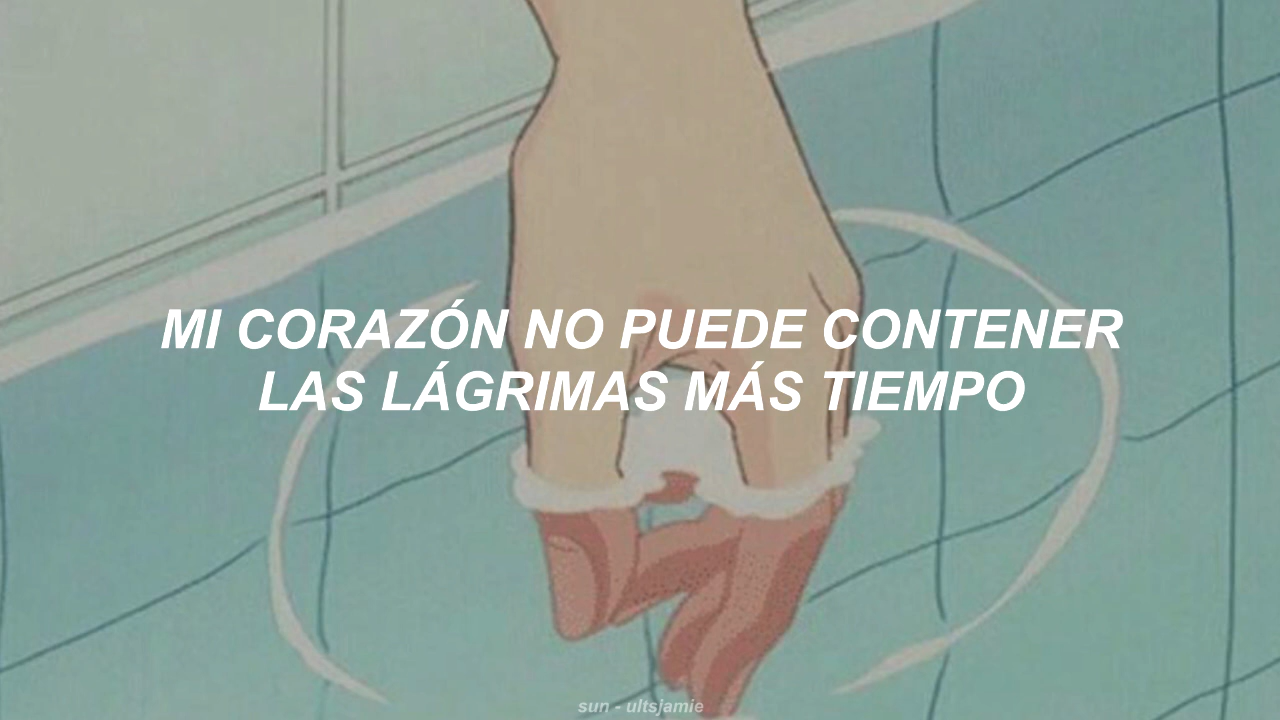 MI CORAZÓN NO PUEDE CONTENER
LAS LÁGRIMAS MÁS TIEMPO
sun - ultsjamie